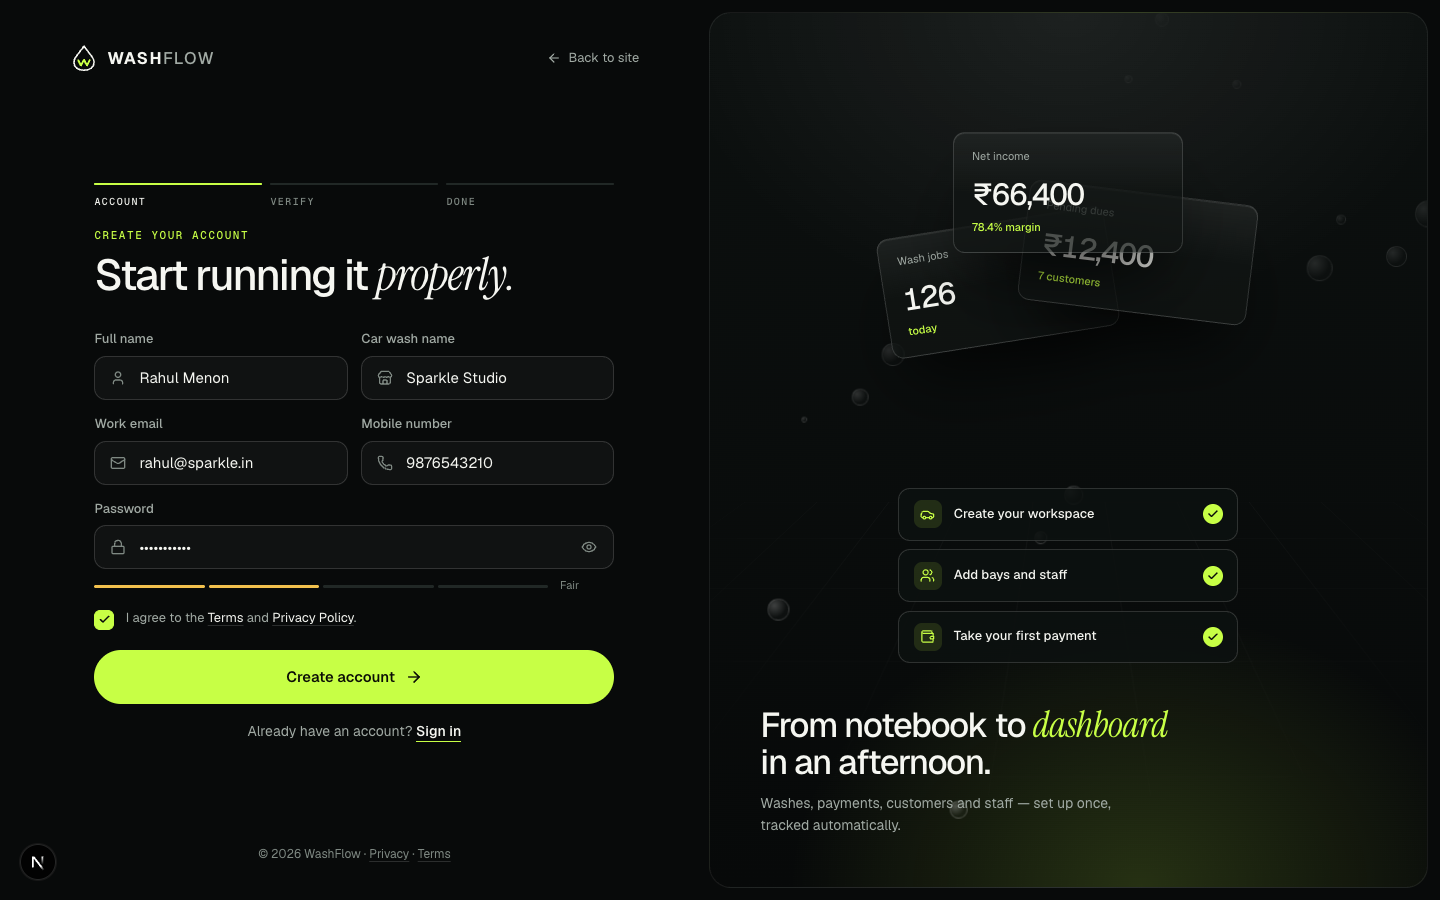 WASHFLOW
Back to site
ACCOUNT
VERIFY
DONE
CREATE YOUR ACCOUNT
Start running it properly.
Full name
Car wash name
Rahul Menon
Sparkle Studio
Work email
Mobile number
rahul@sparkle.in
9876543210
Password
•••••••••••
Fair
I agree to the Terms and Privacy Policy.
Create account
Already have an account? Sign in
© 2026 WashFlow · Privacy · Terms
N
Net income
₹66,400
78.4% margin
Pending dues
₹12,400
7 customers
Wash jobs
126
today
Create your workspace
Add bays and staff
Take your first payment
From notebook to dashboard
in an afternoon.
Washes, payments, customers and staff — set up once,
tracked automatically.